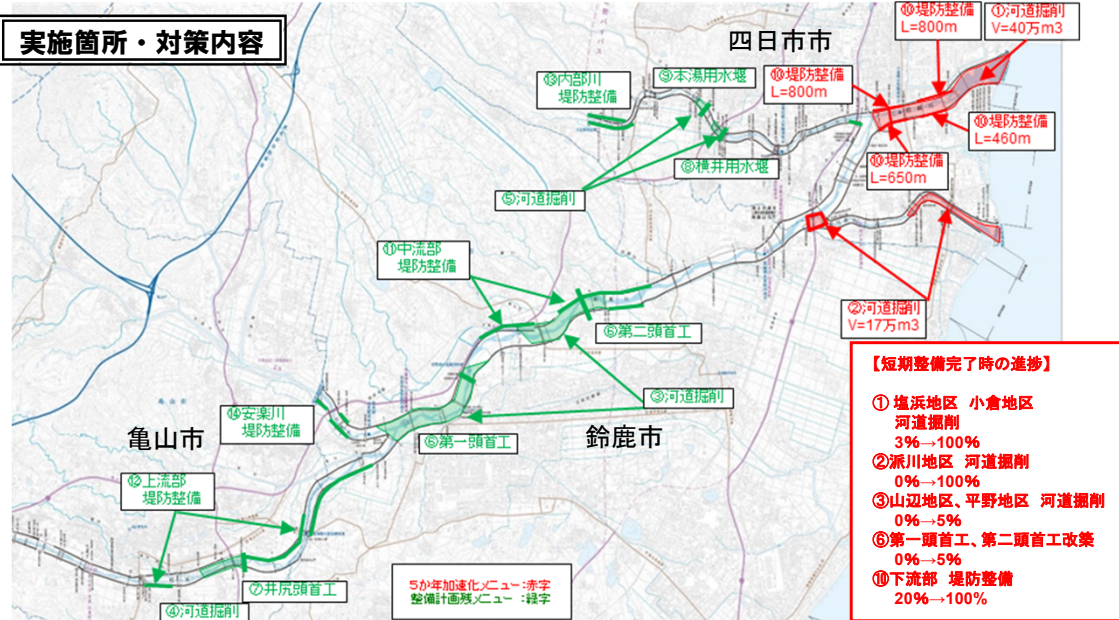 実施箇所・対策内容
四日市市
⑩堤防整備
L=800m
①河道掘削
V=40万m3
⑬内部川
堤防整備
⑨本湯用水堰
⑩堤防整備
L=800m
⑩堤防整備
L=460m
⑧横井用水堰
⑩堤防整備
L=650m
⑤河道掘削
⑪中流部
堤防整備
②河道掘削
V=17万m3
⑥第二頭首工
③河道掘削
⑭安楽川
堤防整備
⑥第一頭首工
亀山市
鈴鹿市
⑫上流部
堤防整備
⑦井尻頭首工
④河道掘削
5か年加速化メニュー：赤字
整備計画残メニュー：緑字
【短期整備完了時の進捗】
① 塩浜地区 小倉地区
河道掘削
3%→100%
②派川地区 河道掘削
0%→100%
③山辺地区、平野地区 河道掘削
0%→5%
⑥第一頭首工、第二頭首工改築
0%→5%
⑩下流部 堤防整備
20%→100%